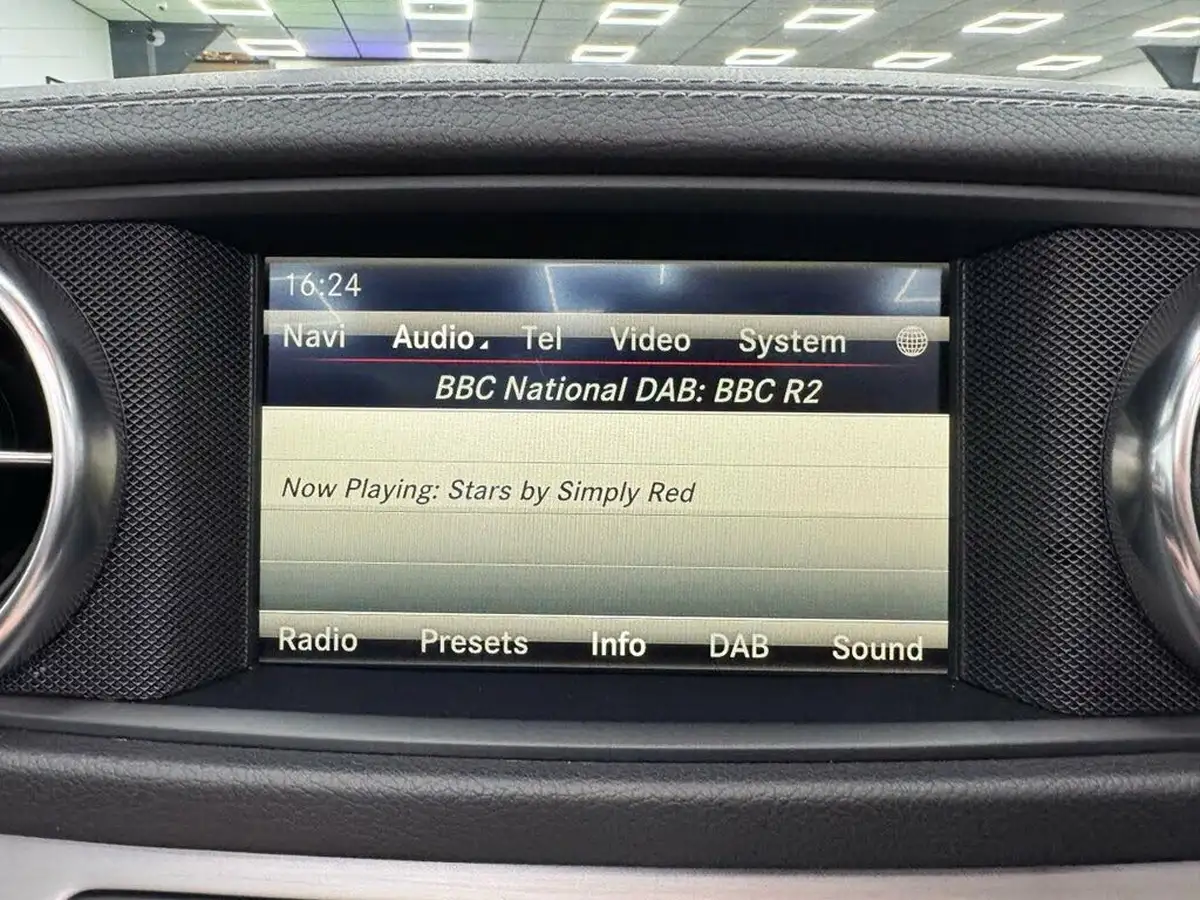 16:24
Navi Audio Tel Video System
BBC National DAB: BBC R2
Now Playing: Stars by Simply Red
Radio Presets Info DAB Sound